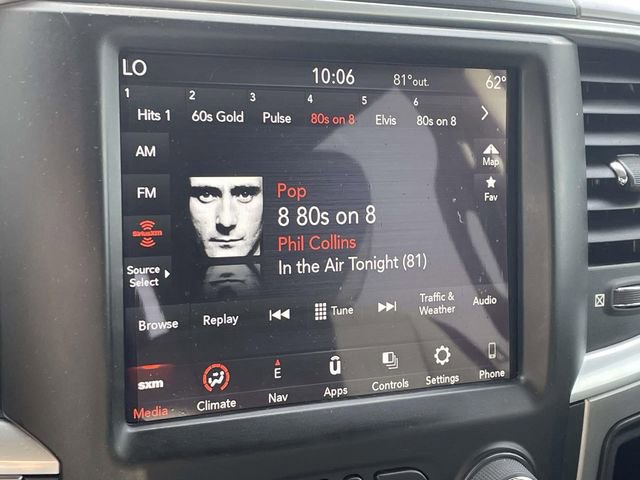 LO 10:06 81°out. 62°
1 2 3 4 5 6
Hits 1 60s Gold Pulse 80s on 8 Elvis 80s on 8
AM
Map
FM
Fav
Pop
8 80s on 8
SiriusXM
Phil Collins
In the Air Tonight (81)
Source
Select
Browse Replay Tune Traffic & Audio
Weather
sxm E u
Media Climate Nav Apps Controls Settings Phone